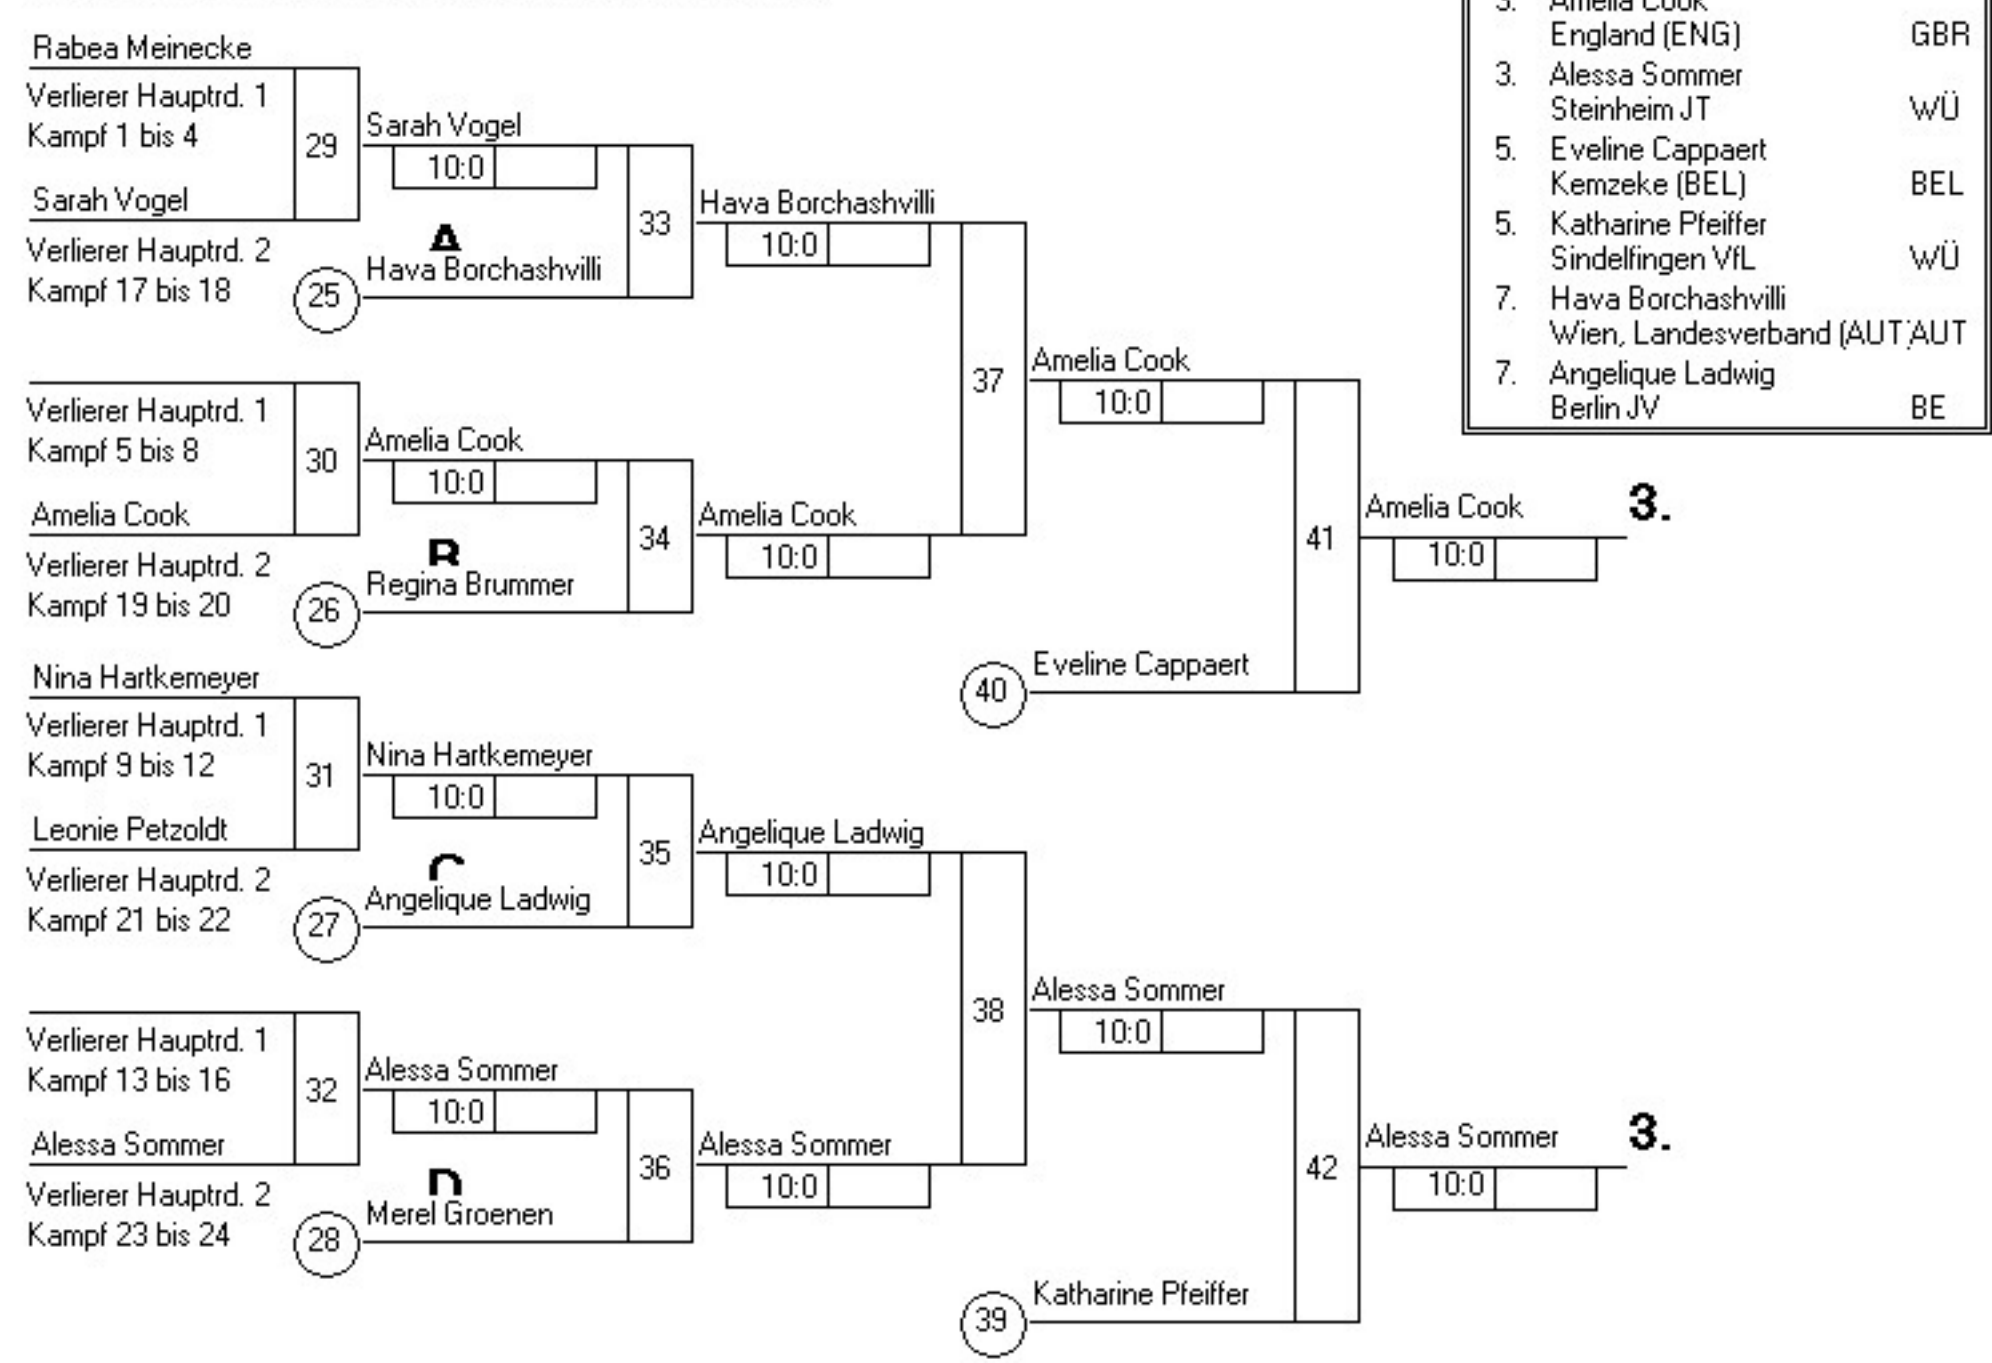 Rabea Meinecke
Verlierer Hauptrd. 1
Kampf 1 bis 4
29
Sarah Vogel
Verlierer Hauptrd. 2
Kampf 17 bis 18
25
Sarah Vogel
10:0
A
Hava Borchashvilli
33
Hava Borchashvilli
10:0
Verlierer Hauptrd. 1
Kampf 5 bis 8
30
Amelia Cook
Verlierer Hauptrd. 2
Kampf 19 bis 20
26
Amelia Cook
10:0
B
Regina Brummer
34
Amelia Cook
10:0
37
Amelia Cook
10:0
40
Eveline Cappaert
41
Amelia Cook
10:0
3.
Nina Hartkemeyer
Verlierer Hauptrd. 1
Kampf 9 bis 12
31
Leonie Petzoldt
Verlierer Hauptrd. 2
Kampf 21 bis 22
27
Nina Hartkemeyer
10:0
C
Angelique Ladwig
35
Angelique Ladwig
10:0
Verlierer Hauptrd. 1
Kampf 13 bis 16
32
Alessa Sommer
Verlierer Hauptrd. 2
Kampf 23 bis 24
28
Alessa Sommer
10:0
D
Merel Groenen
36
Alessa Sommer
10:0
38
Alessa Sommer
10:0
39
Katharine Pfeiffer
42
Alessa Sommer
10:0
3.
3. Amelia Cook
England (ENG) GBR
3. Alessa Sommer
Steinheim JT WÜ
5. Eveline Cappaert
Kemzeke (BEL) BEL
5. Katharine Pfeiffer
Sindelfingen VfL WÜ
7. Hava Borchashvilli
Wien, Landesverband (AUT) AUT
7. Angelique Ladwig
Berlin JV BE